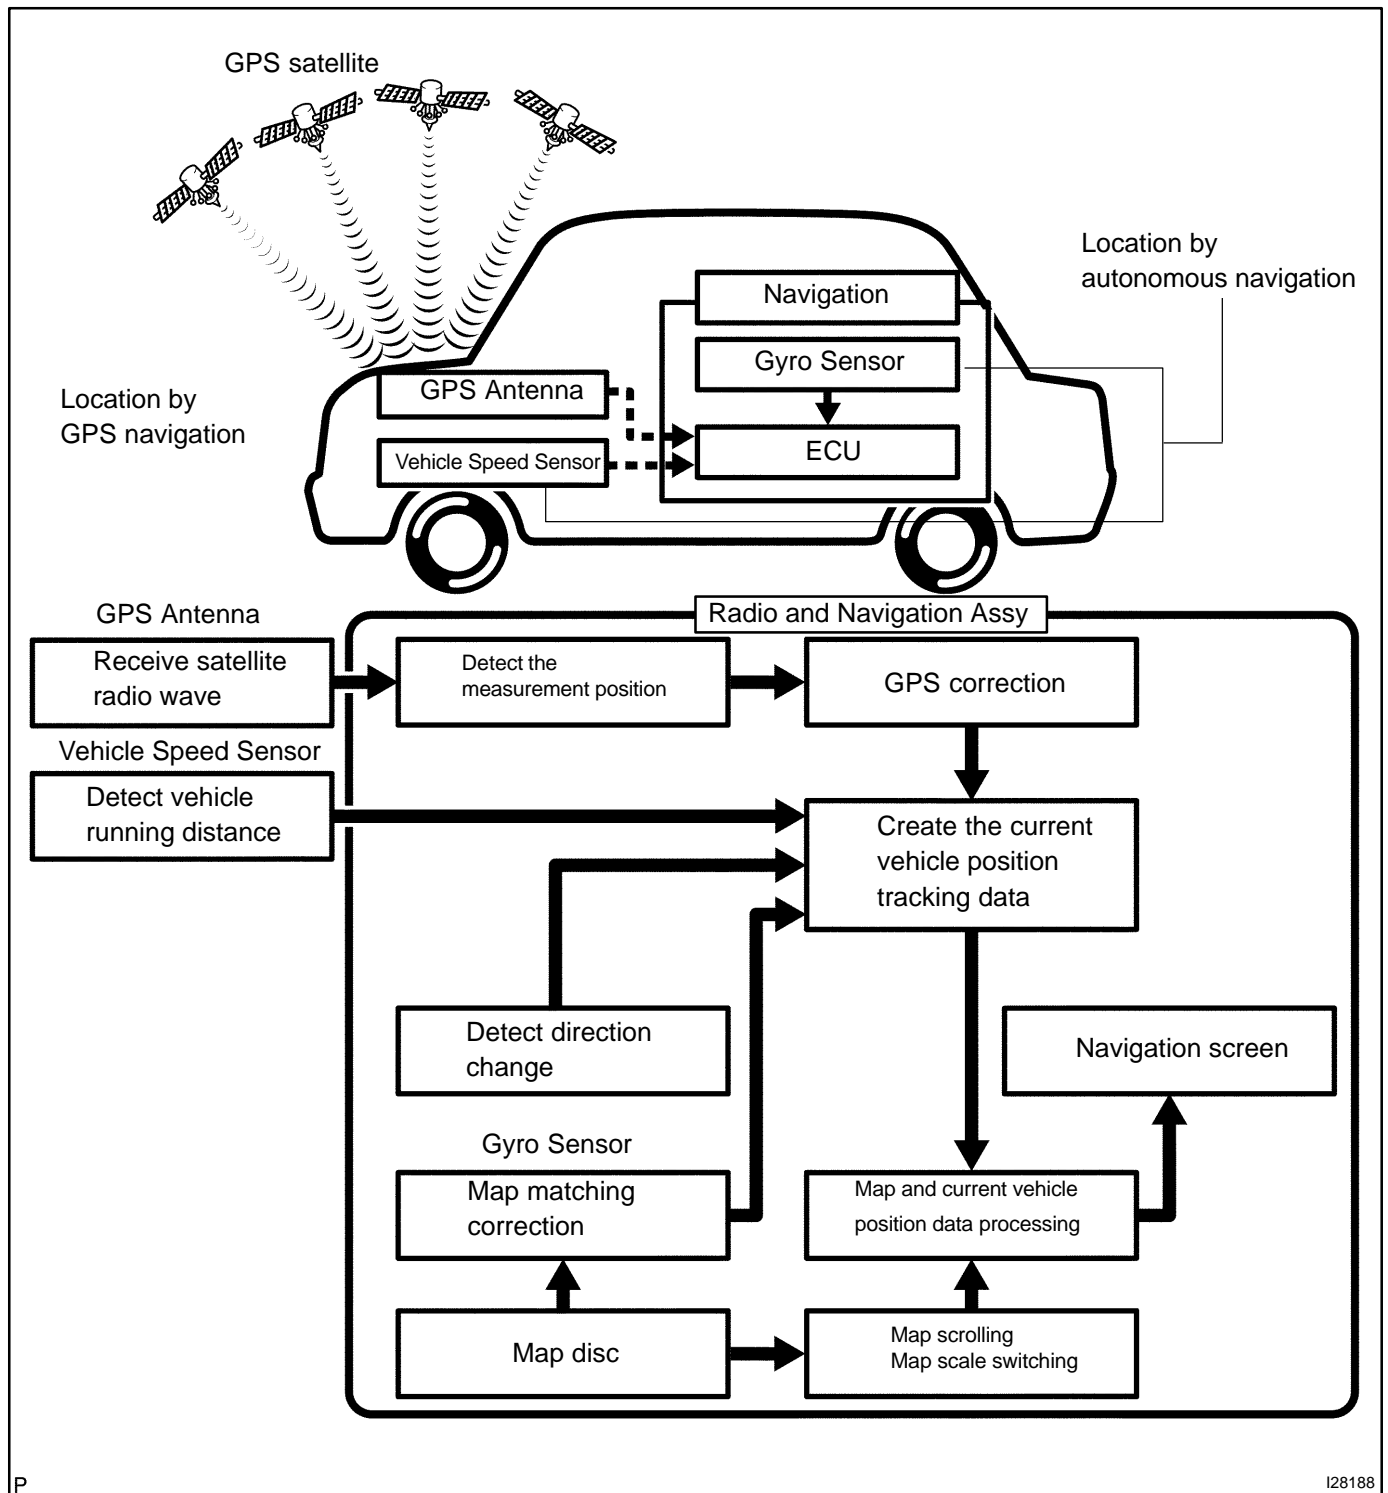 GPS satellite
Location by
autonomous navigation
Navigation
Gyro Sensor
GPS Antenna
Location by
GPS navigation
ECU
Vehicle Speed Sensor
GPS Antenna
Radio and Navigation Assy
Receive satellite
radio wave
Detect the
measurement position
GPS correction
Vehicle Speed Sensor
Detect vehicle
running distance
Create the current
vehicle position
tracking data
Detect direction
change
Navigation screen
Gyro Sensor
Map matching
correction
Map and current vehicle
position data processing
Map disc
Map scrolling
Map scale switching
P
I28188